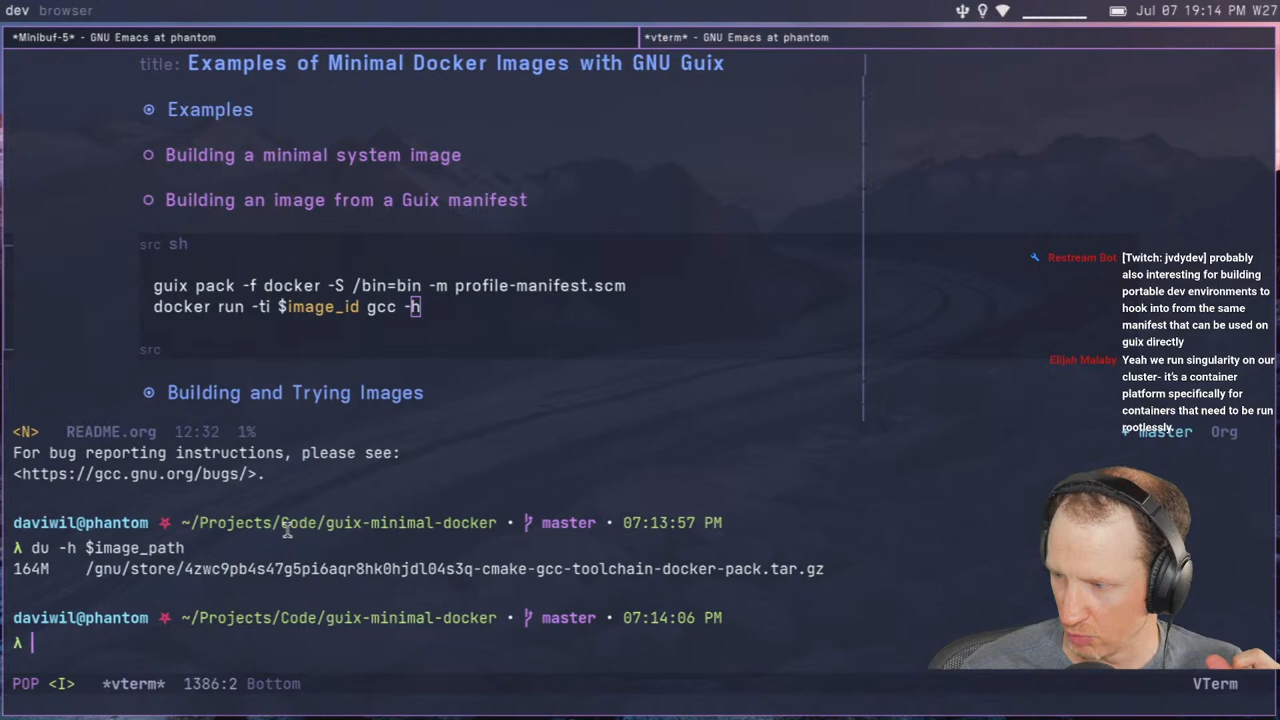 dev browser
Jul 07 19:14 PM W27
*Minibuf-5* - GNU Emacs at phantom
*vterm* - GNU Emacs at phantom
title: Examples of Minimal Docker Images with GNU Guix
Examples
Building a minimal system image
Building an image from a Guix manifest
src sh
guix pack -f docker -S /bin=bin -m profile-manifest.scm
docker run -ti $image_id gcc -h
src
Building and Trying Images
<N> README.org 12:32 1%
+ master Org
Restream Bot [Twitch: jvdydev] probably
also interesting for building
portable dev environments to
hook into from the same
manifest that can be used on
guix directly
Elijah Malaby Yeah we run singularity on our
cluster- it's a container
platform specifically for
containers that need to be run
rootlessly.
For bug reporting instructions, please see:
<https://gcc.gnu.org/bugs/>.
daviwil@phantom ~/Projects/Code/guix-minimal-docker • master • 07:13:57 PM
λ du -h $image_path
164M /gnu/store/4zwc9pb4s47g5pi6aqr8hk0hjdl04s3q-cmake-gcc-toolchain-docker-pack.tar.gz
daviwil@phantom ~/Projects/Code/guix-minimal-docker • master • 07:14:06 PM
λ
POP <I> *vterm* 1386:2 Bottom
VTerm